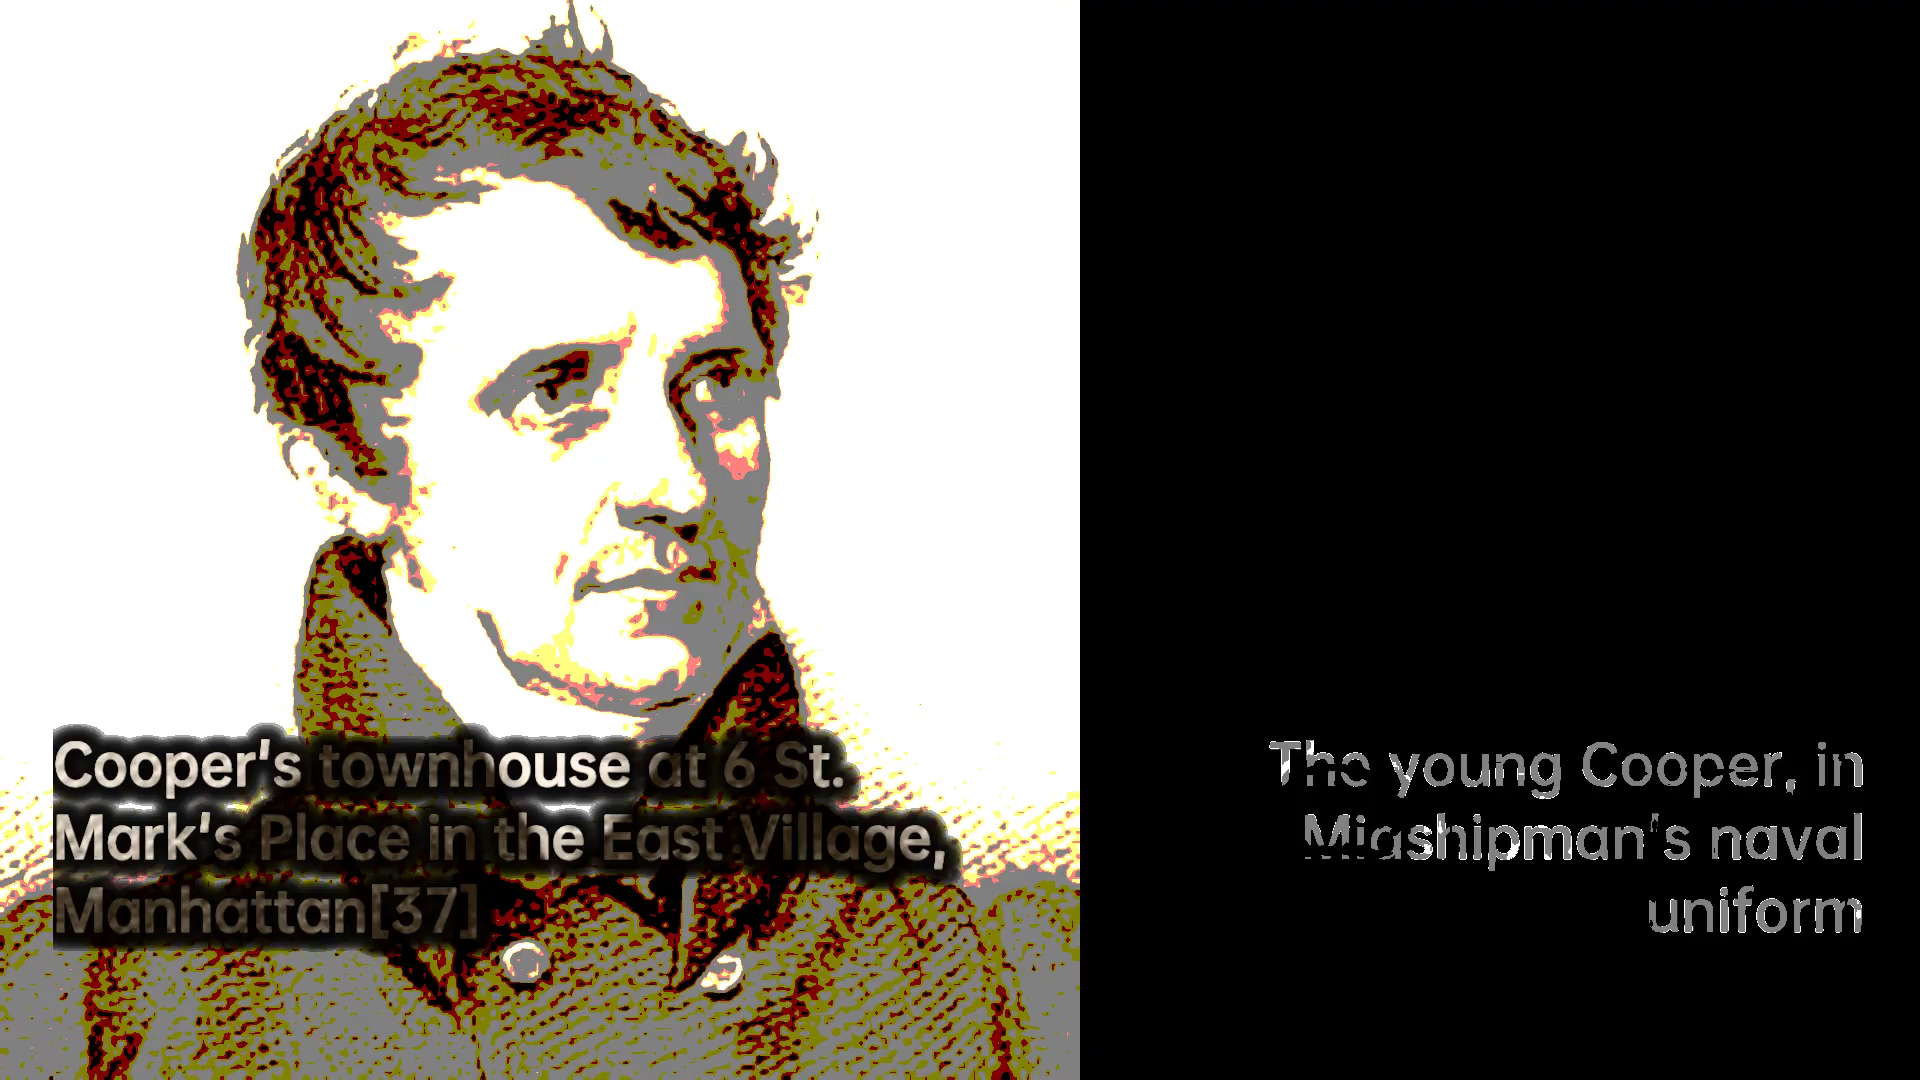 Cooper's townhouse at 6 St.
Mark's Place in the East Village,
Manhattan[37]
The young Cooper, in
Midshipman's naval
uniform